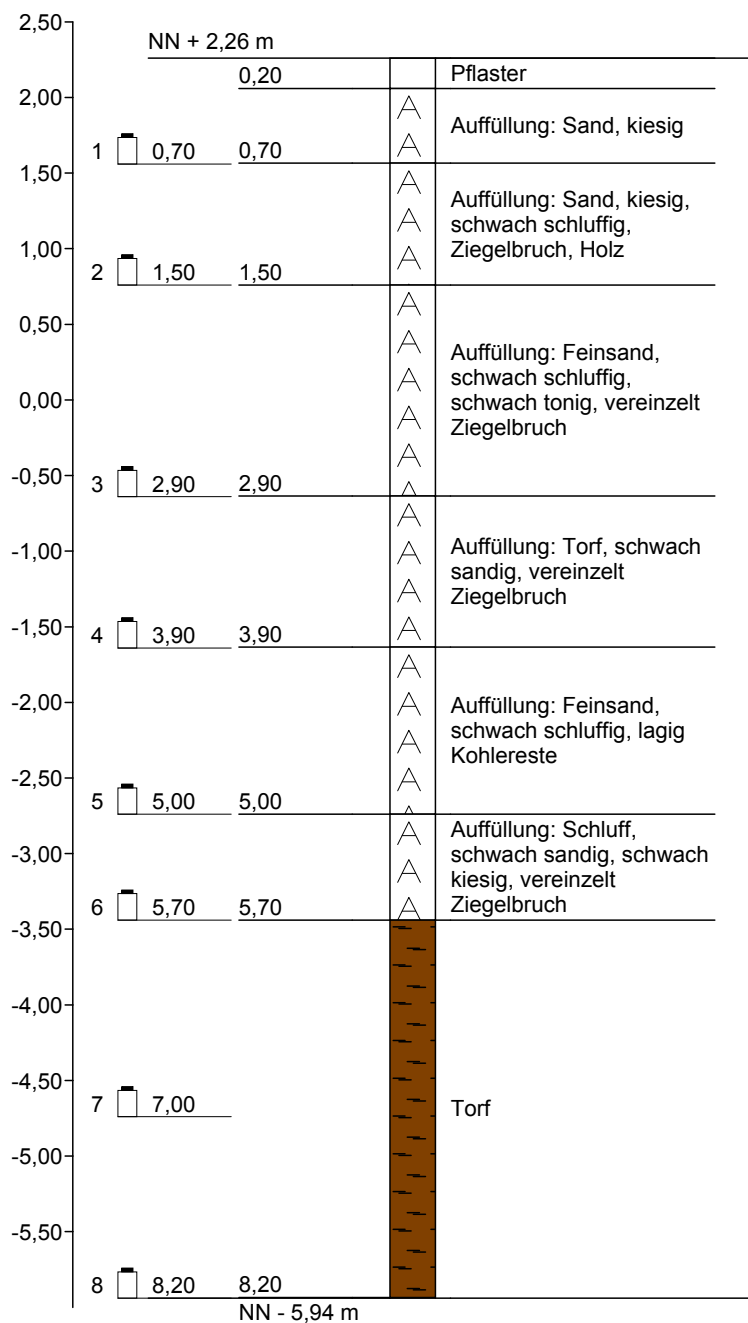 2,50
NN + 2,26 m
0,20 Pflaster
2,00
Auffüllung: Sand, kiesig
1 0,70 0,70
1,50
Auffüllung: Sand, kiesig,
schwach schluffig,
Ziegelbruch, Holz
1,00
2 1,50 1,50
0,50
Auffüllung: Feinsand,
schwach schluffig,
schwach tonig, vereinzelt
Ziegelbruch
0,00
-0,50
3 2,90 2,90
-1,00
Auffüllung: Torf, schwach
sandig, vereinzelt
Ziegelbruch
-1,50
4 3,90 3,90
-2,00
Auffüllung: Feinsand,
schwach schluffig, lagig
Kohlereste
-2,50
5 5,00 5,00
-3,00
Auffüllung: Schluff,
schwach sandig, schwach
kiesig, vereinzelt
Ziegelbruch
6 5,70 5,70
-3,50
-4,00
-4,50
7 7,00
Torf
-5,00
-5,50
8 8,20 8,20
NN - 5,94 m